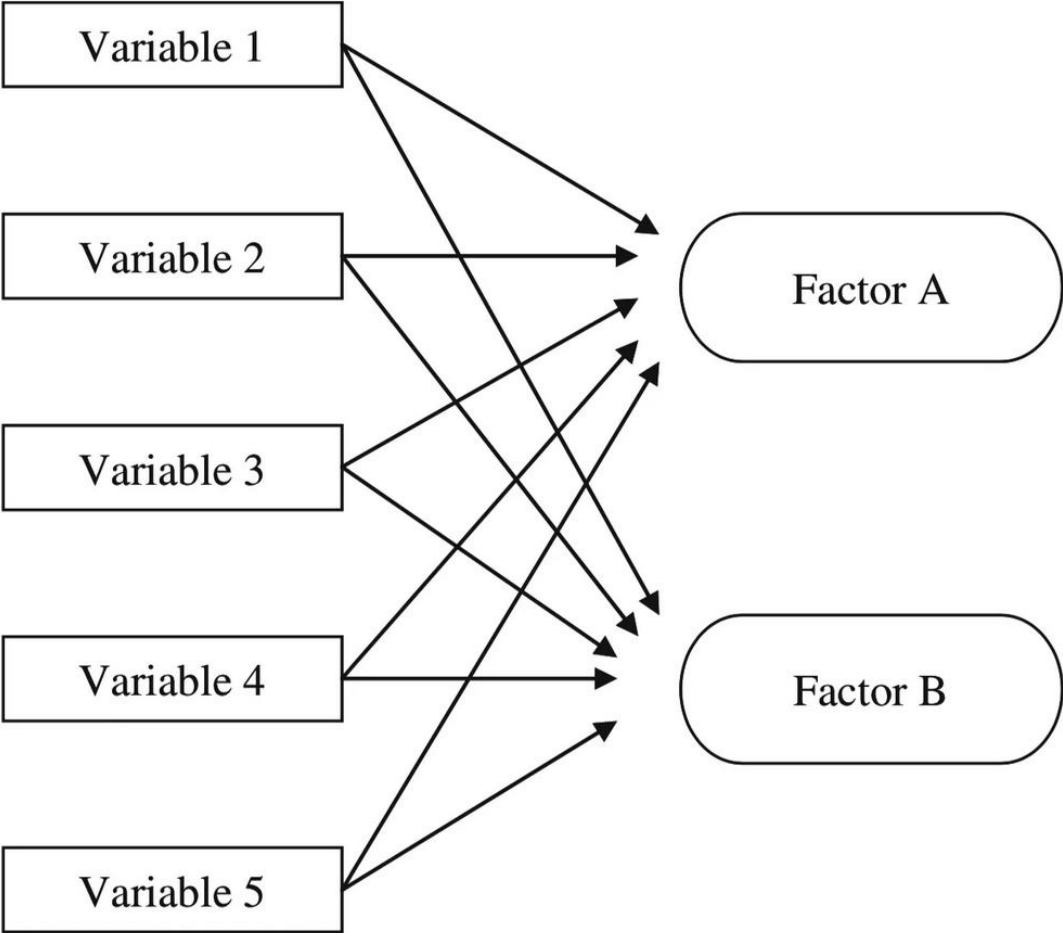 Variable 1
Variable 2
Factor A
Variable 3
Variable 4
Factor B
Variable 5